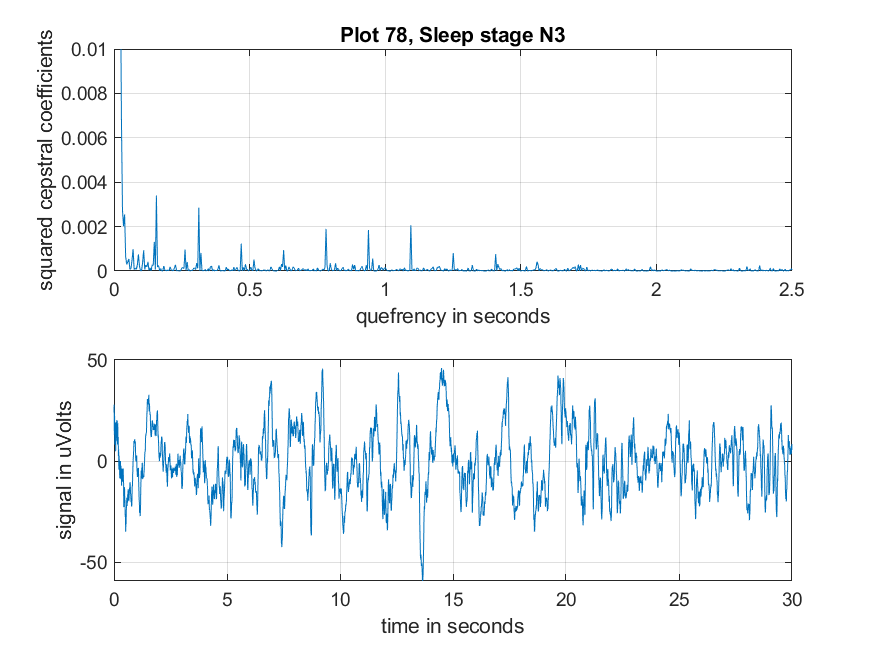 Plot 78, Sleep stage N3
squared cepstral coefficients
0.01
0.008
0.006
0.004
0.002
0
0 0.5 1 1.5 2 2.5
quefrency in seconds
signal in uVolts
50
0
-50
0 5 10 15 20 25 30
time in seconds